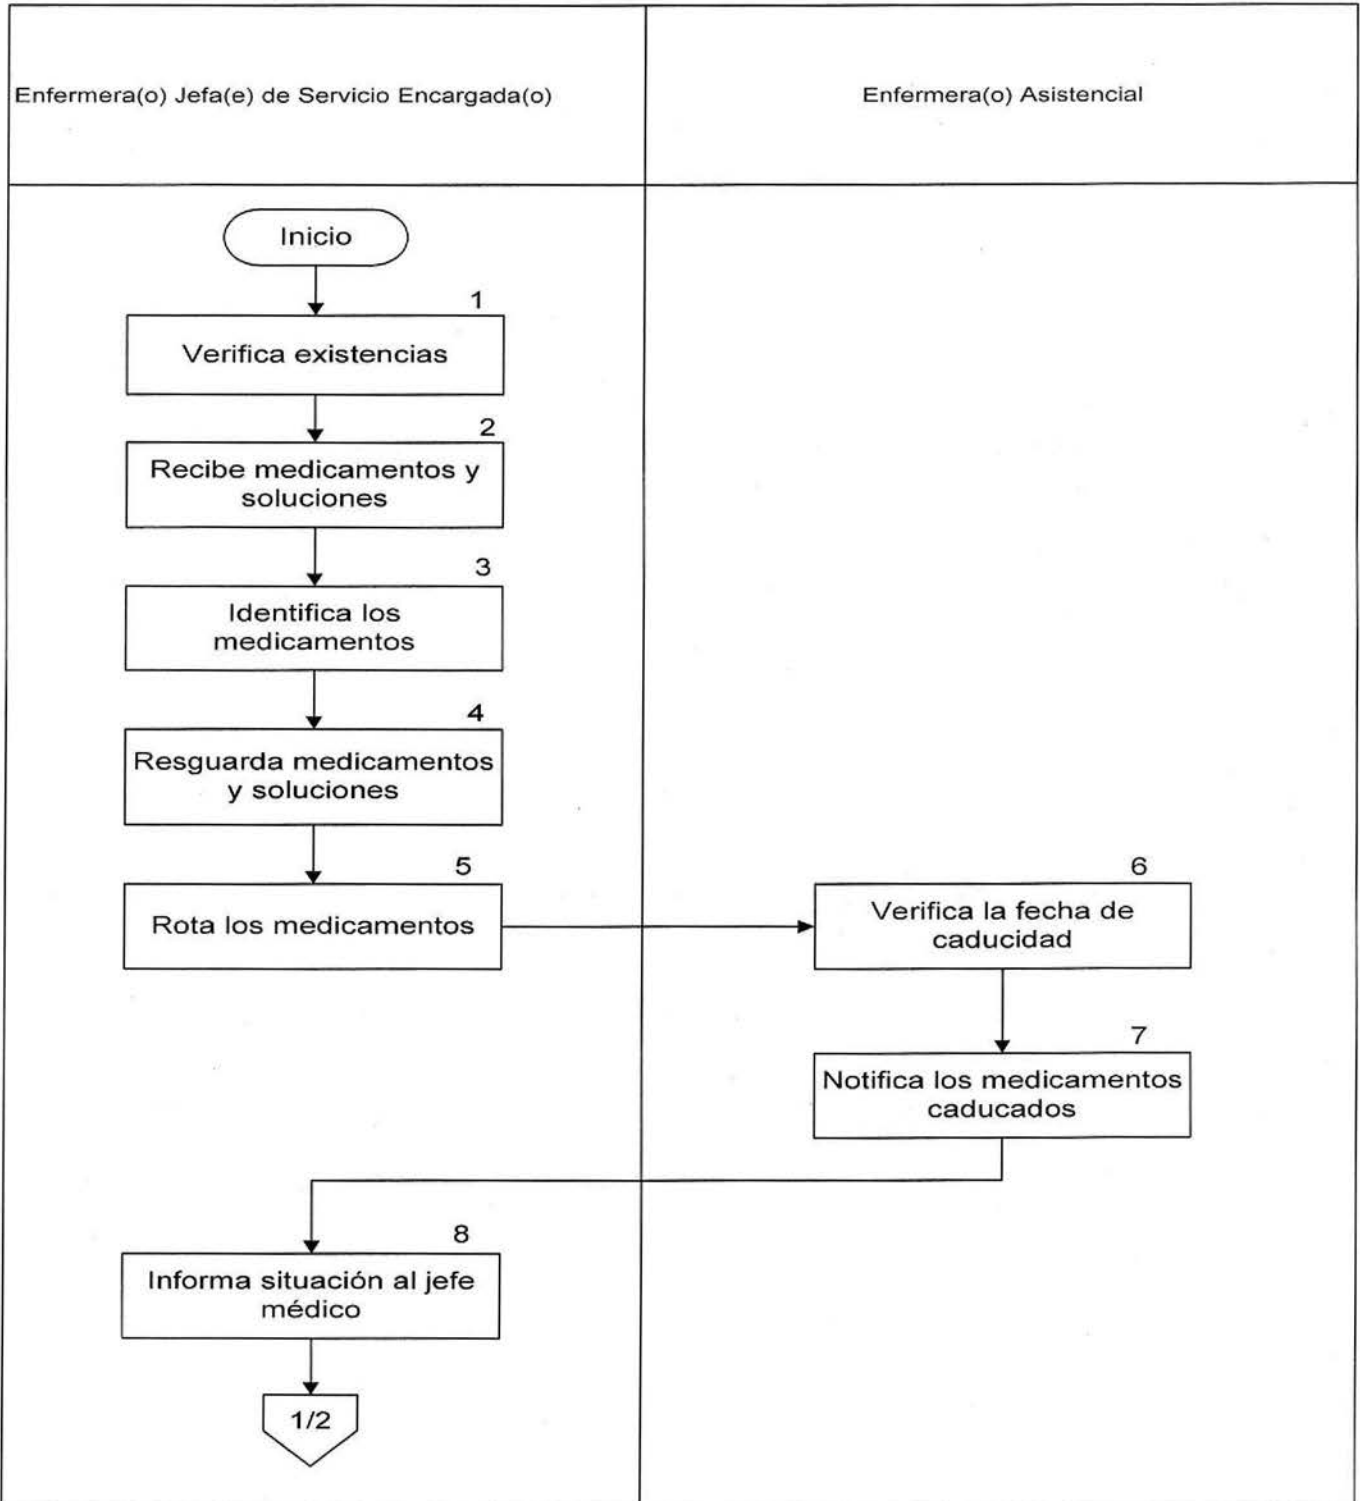 Enfermera(o) Jefa(e) de Servicio Encargada(o)
Enfermera(o) Asistencial
Inicio
1
Verifica existencias
2
Recibe medicamentos y
soluciones
3
Identifica los
medicamentos
4
Resguarda medicamentos
y soluciones
5
Rota los medicamentos
6
Verifica la fecha de
caducidad
7
Notifica los medicamentos
caducados
8
Informa situación al jefe
médico
1/2